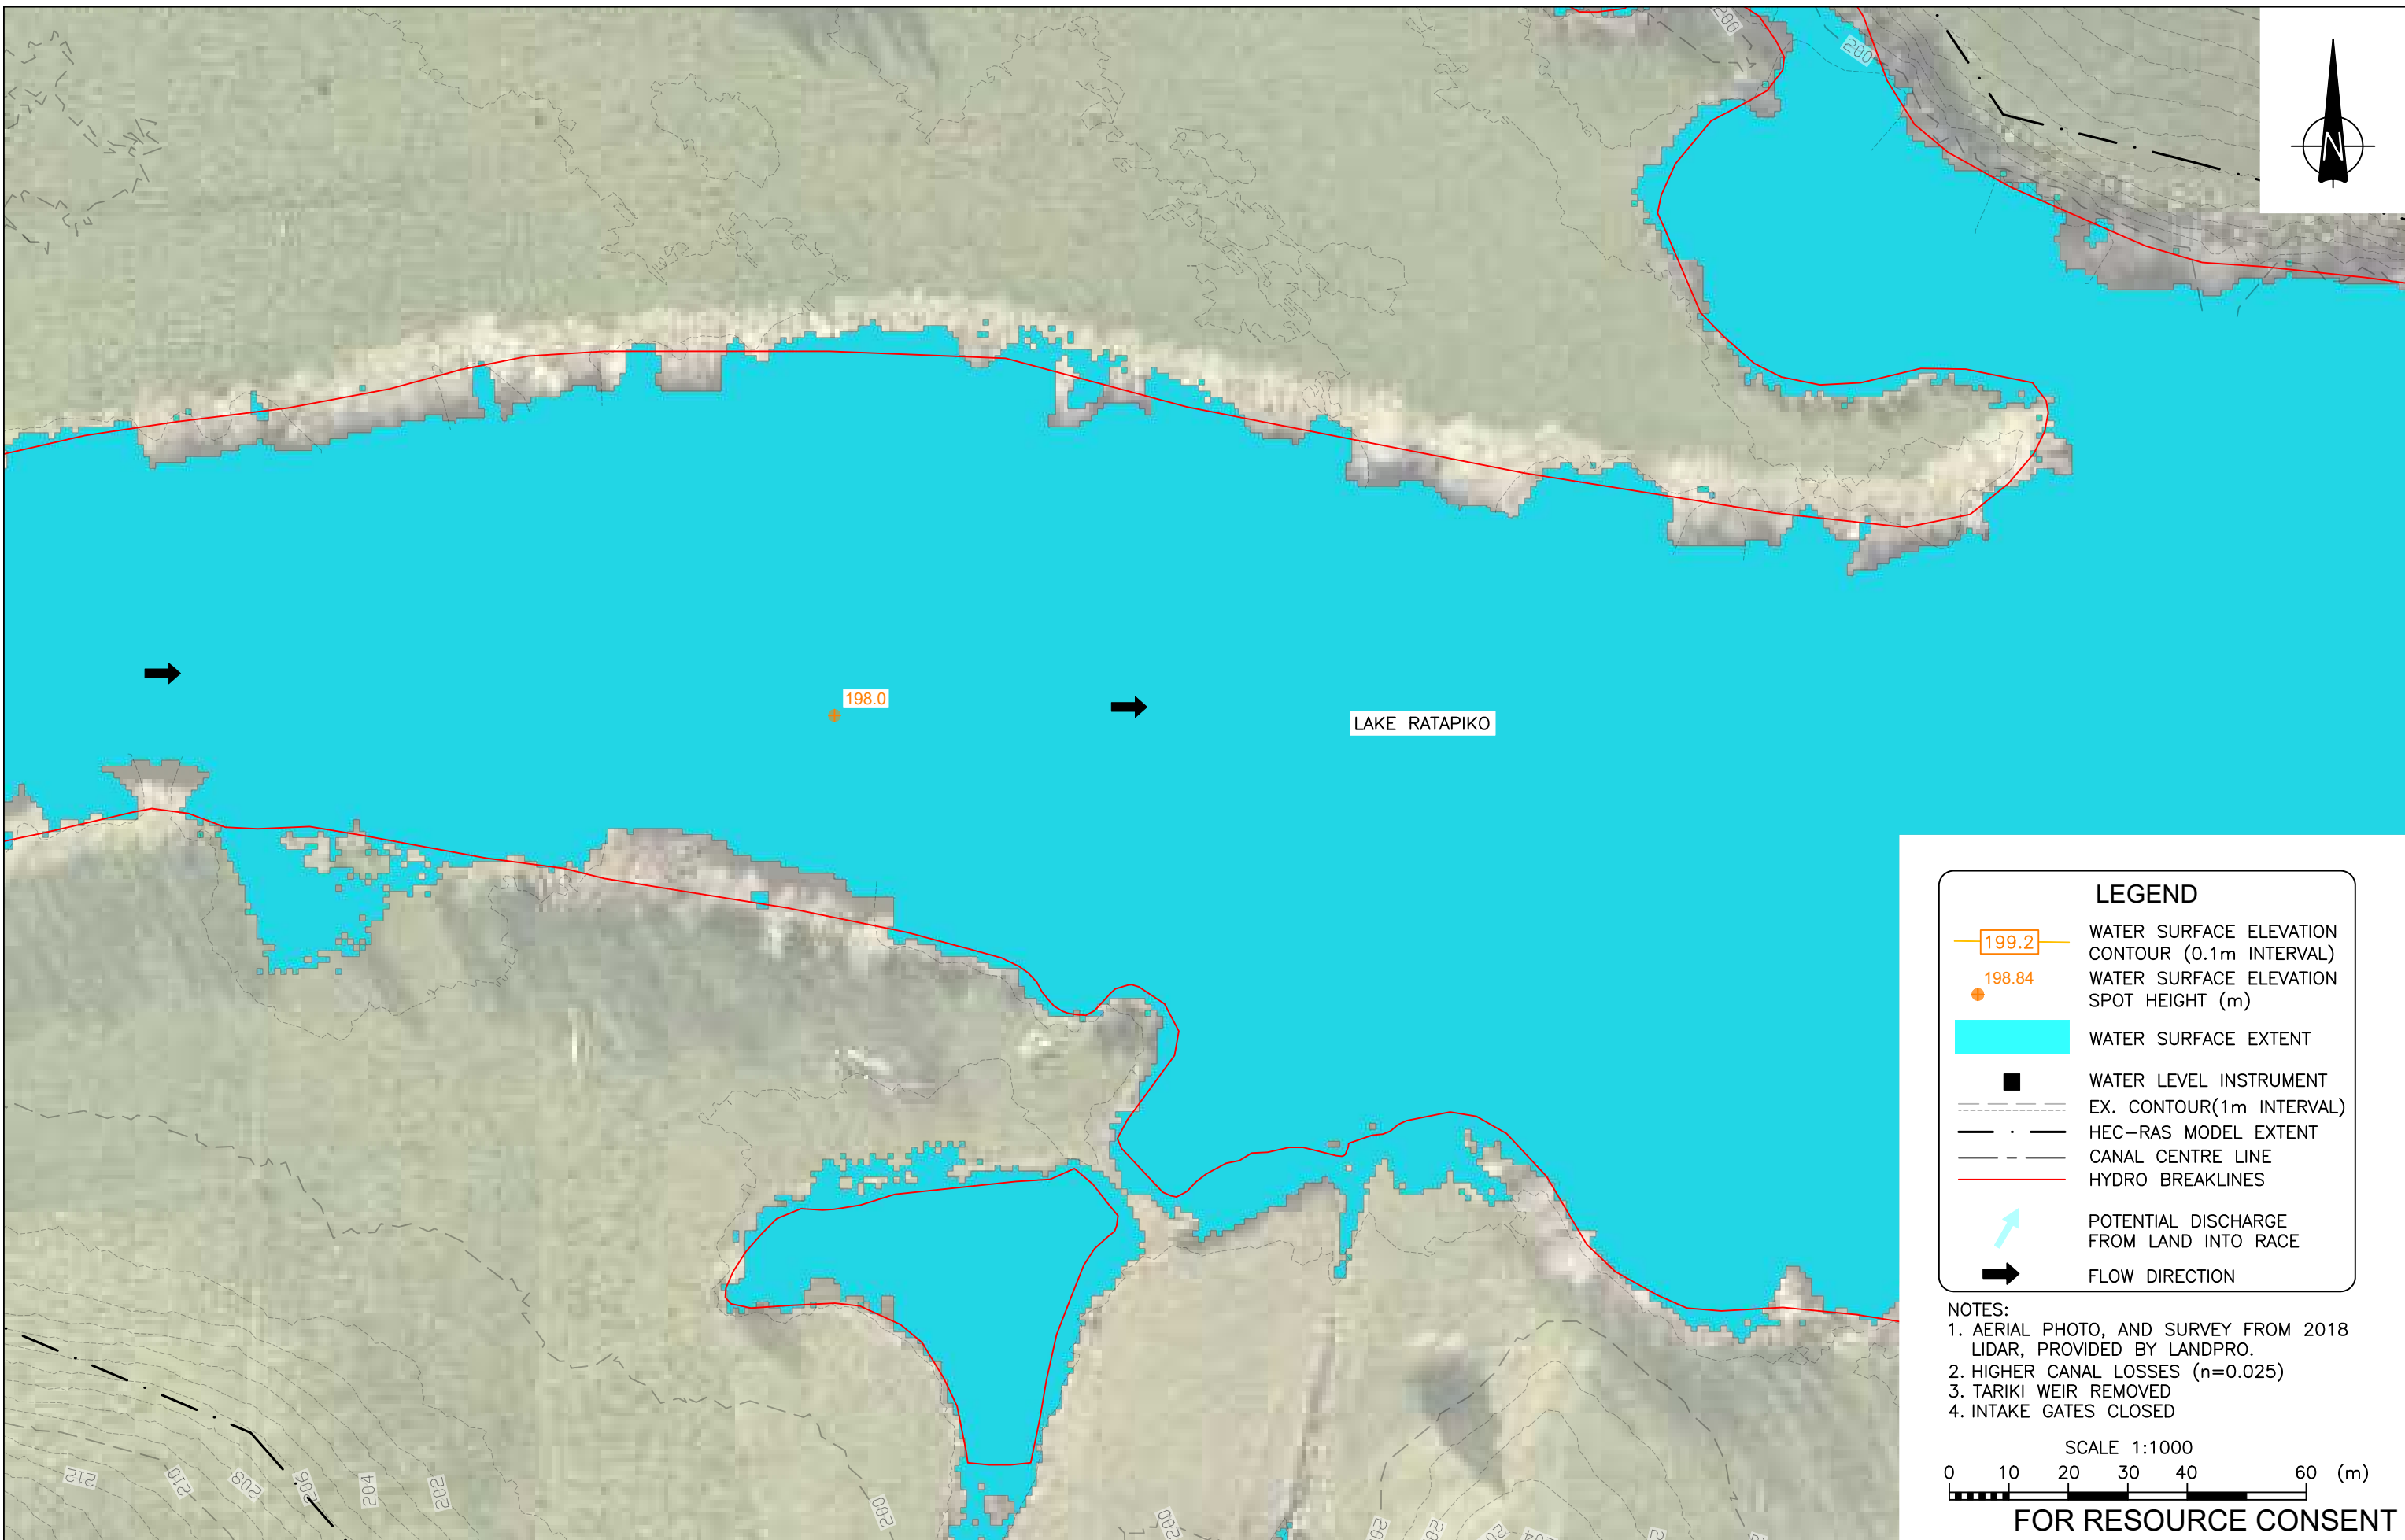 200
200
N
198.0
LAKE RATAPIKO
LEGEND
199.2
WATER SURFACE ELEVATION
CONTOUR (0.1m INTERVAL)
198.84
WATER SURFACE ELEVATION
SPOT HEIGHT (m)
WATER SURFACE EXTENT
WATER LEVEL INSTRUMENT
EX. CONTOUR(1m INTERVAL)
HEC-RAS MODEL EXTENT
CANAL CENTRE LINE
HYDRO BREAKLINES
POTENTIAL DISCHARGE
FROM LAND INTO RACE
FLOW DIRECTION
NOTES:
1. AERIAL PHOTO, AND SURVEY FROM 2018
LIDAR, PROVIDED BY LANDPRO.
2. HIGHER CANAL LOSSES (n=0.025)
3. TARIKI WEIR REMOVED
4. INTAKE GATES CLOSED
SCALE 1:1000
0 10 20 30 40 60 (m)
FOR RESOURCE CONSENT
212
210
208
206
204
202
200
200